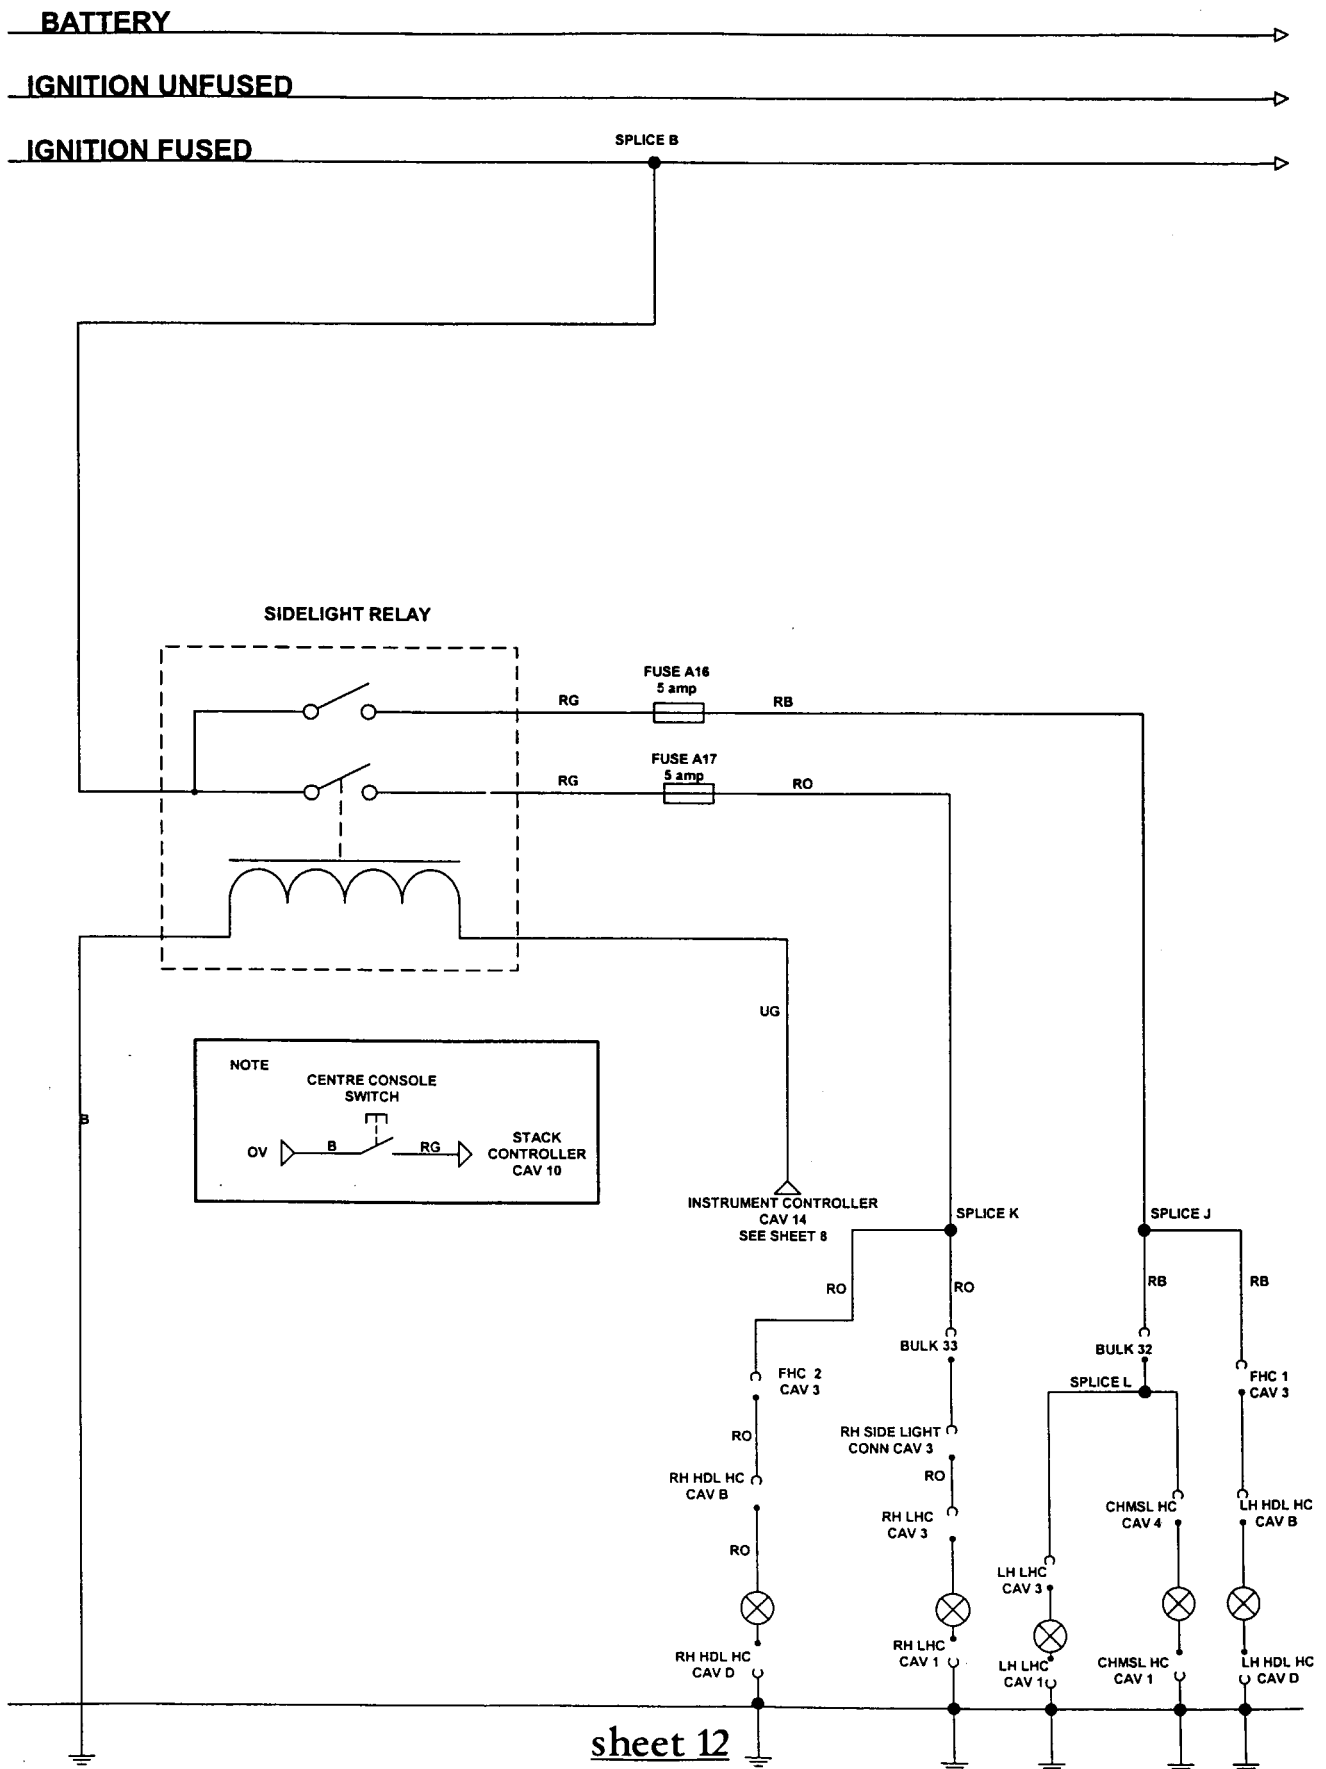 BATTERY
IGNITION UNFUSED
IGNITION FUSED
SPLICE B
SIDELIGHT RELAY
FUSE A16
5 amp
RG
RB
FUSE A17
5 amp
RG
RO
UG
NOTE
CENTRE CONSOLE
SWITCH
OV
B
RG
STACK
CONTROLLER
CAV 10
B
INSTRUMENT CONTROLLER
CAV 14
SEE SHEET 8
SPLICE K
SPLICE J
RO
RO
RB
RB
BULK 33
BULK 32
FHC 2
CAV 3
SPLICE L
FHC 1
CAV 3
RO
RH SIDE LIGHT
CONN CAV 3
RO
RH HDL HC
CAV B
RH LHC
CAV 3
CHMSL HC
CAV 4
LH HDL HC
CAV B
RO
LH LHC
CAV 3
RH HDL HC
CAV D
RH LHC
CAV 1
LH LHC
CAV 1
CHMSL HC
CAV 1
LH HDL HC
CAV D
sheet 12